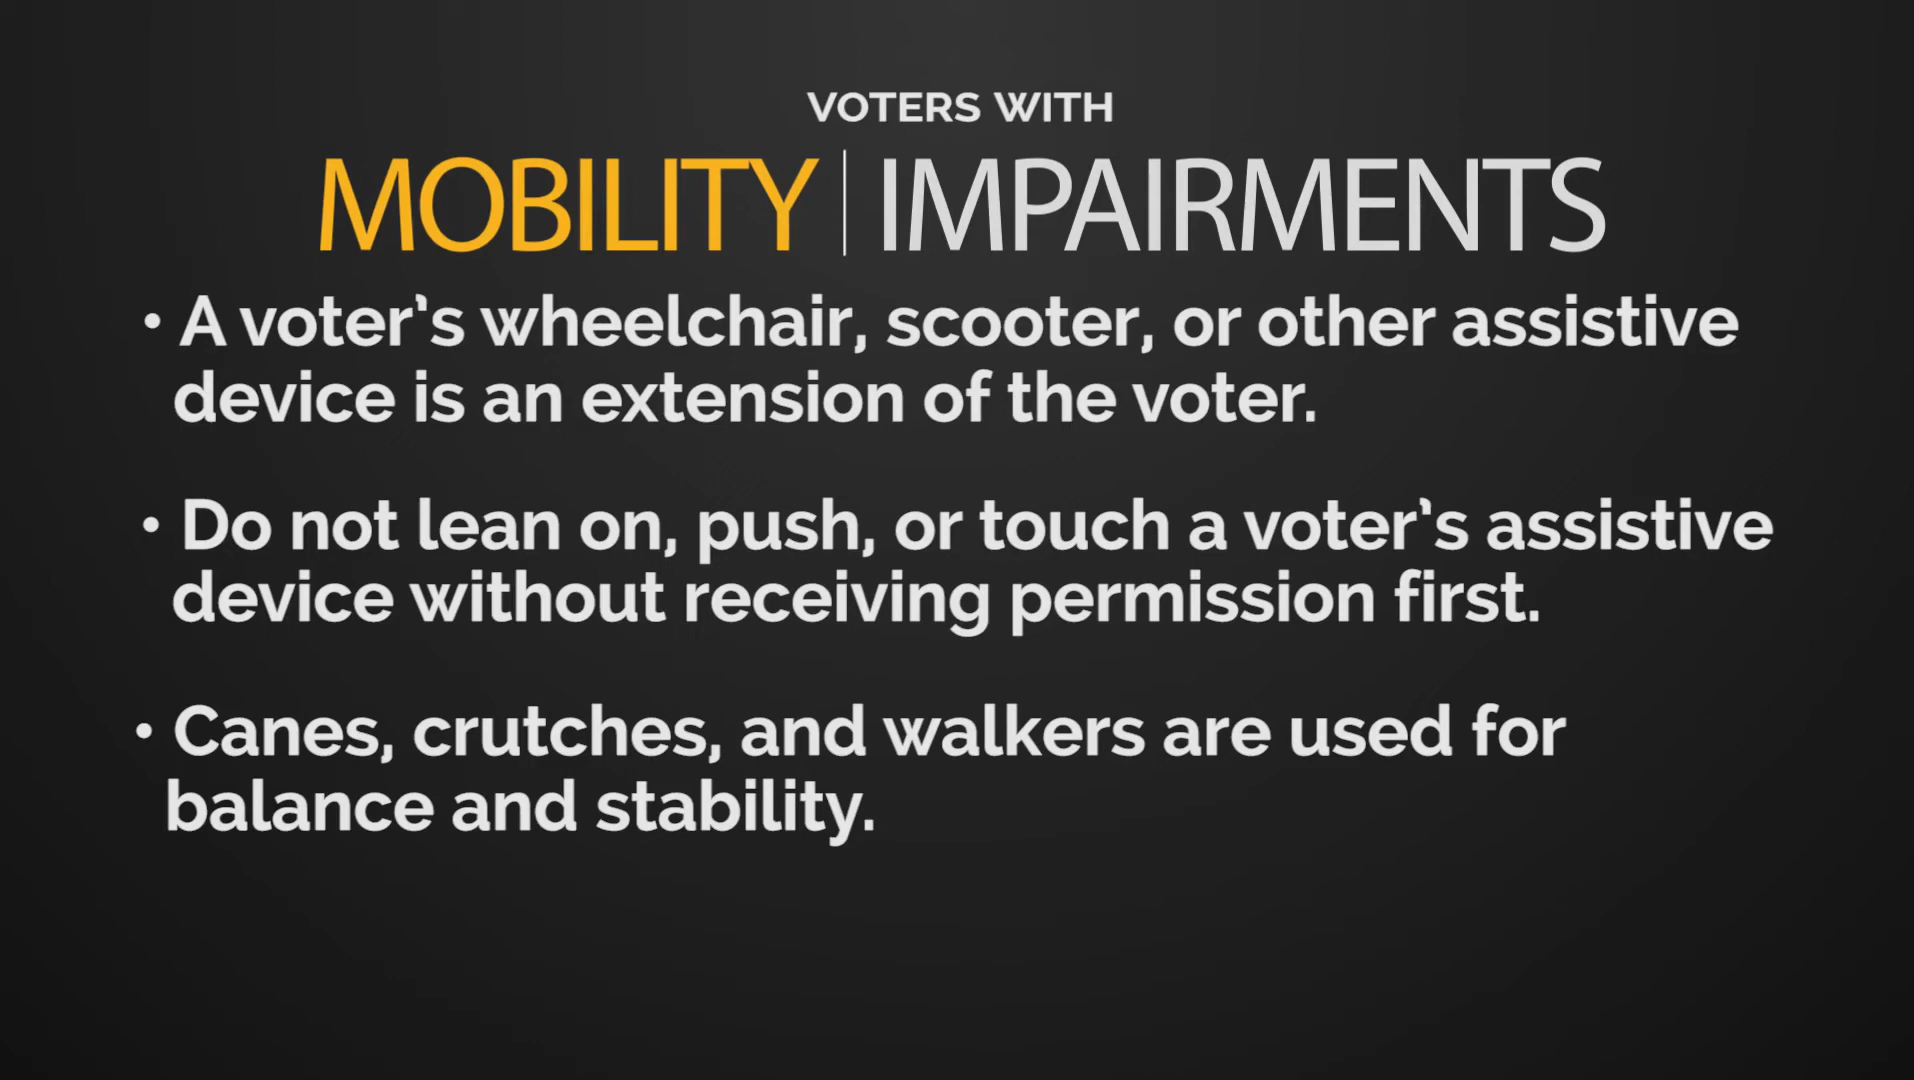 VOTERS WITH
MOBILITY | IMPAIRMENTS
• A voter’s wheelchair, scooter, or other assistive
device is an extension of the voter.
• Do not lean on, push, or touch a voter’s assistive
device without receiving permission first.
• Canes, crutches, and walkers are used for
balance and stability.